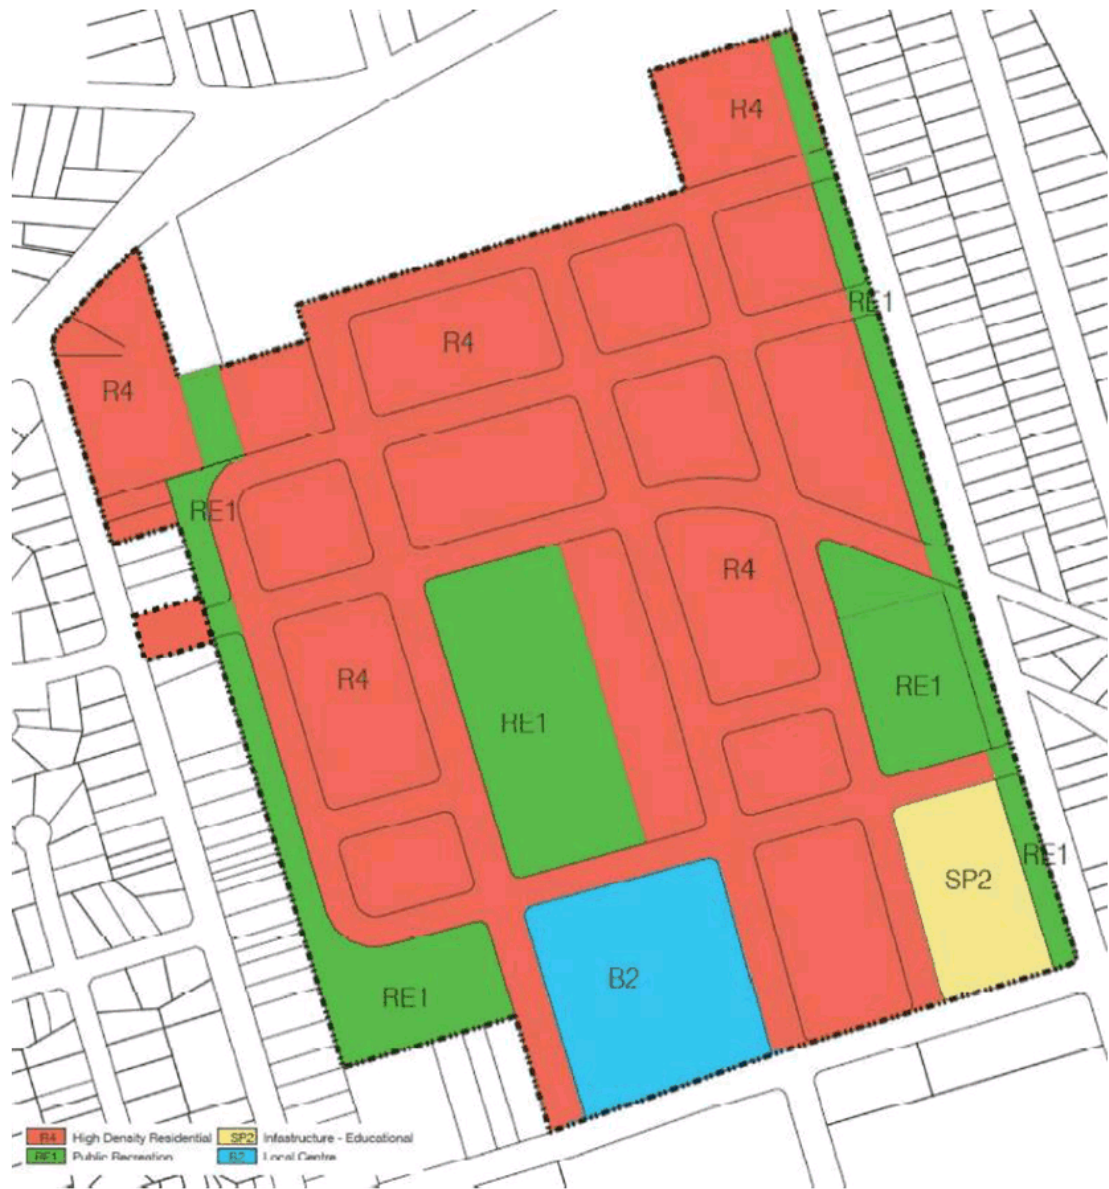 R4
RE1
R4
R4
RE1
R4
R4
RE1
RE1
RE1
SP2
B2
RE1
R4 High Density Residential SP2 Infastructure - Educational
RE1 Public Recreation B2 Local Centre